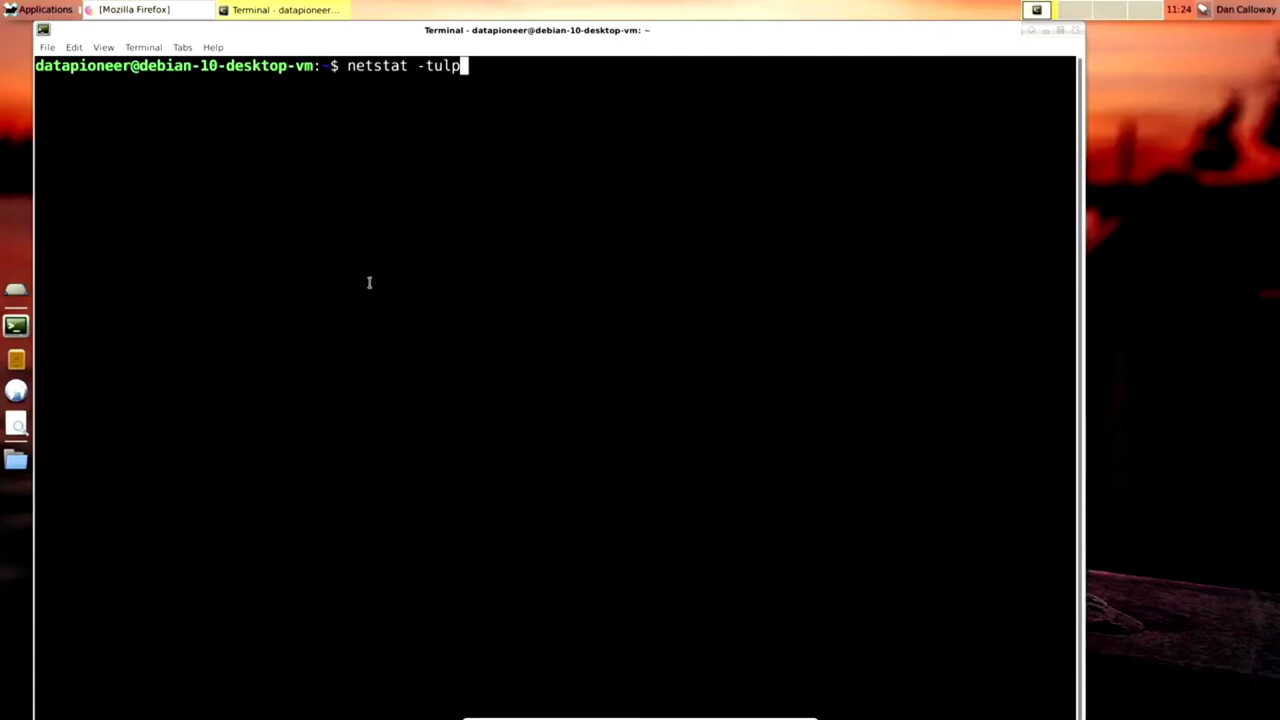 Applications
[Mozilla Firefox]
Terminal - datapioneer...
11:24
Dan Calloway
Terminal - datapioneer@debian-10-desktop-vm: ~
File Edit View Terminal Tabs Help
datapioneer@debian-10-desktop-vm:~$ netstat -tulp